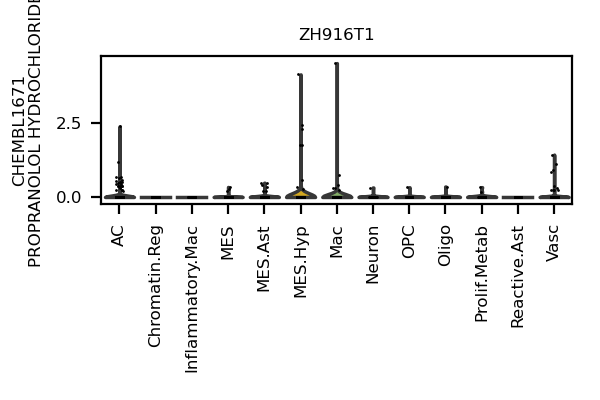 ZH916T1
CHEMBL1671
PROPRANOLOL HYDROCHLORIDE
2.5
0.0
AC
Chromatin.Reg
Inflammatory.Mac
MES
MES.Ast
MES.Hyp
Mac
Neuron
OPC
Oligo
Prolif.Metab
Reactive.Ast
Vasc